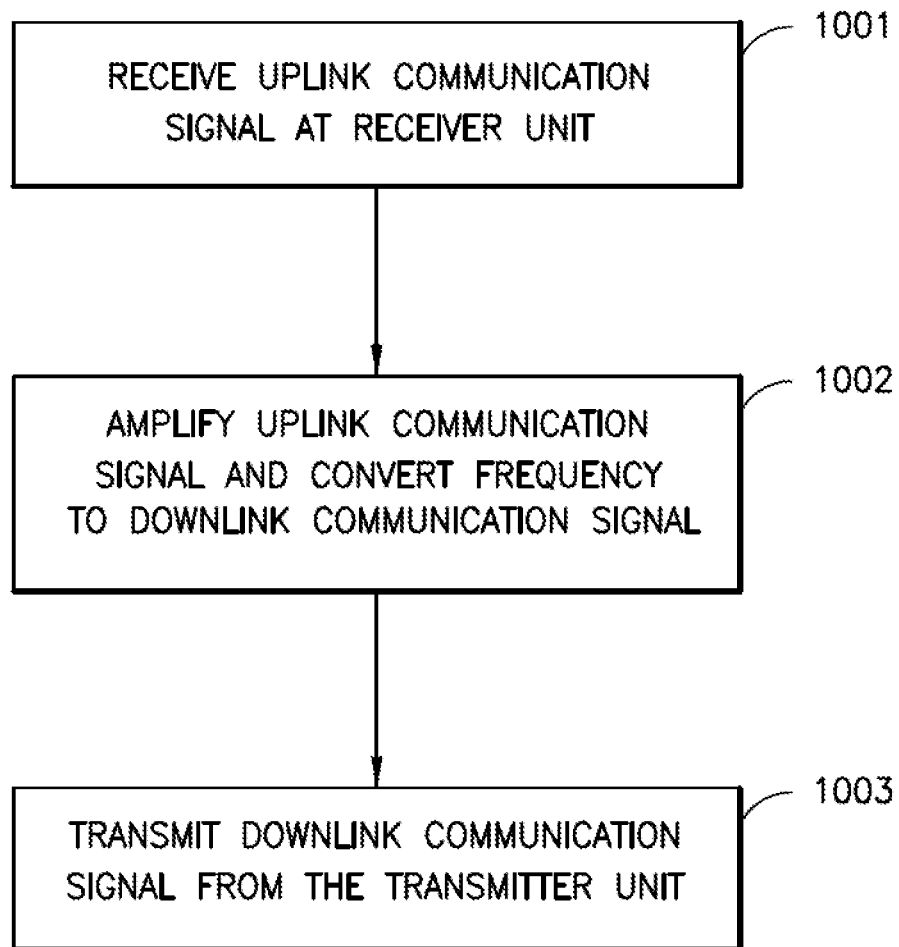 1001
RECEIVE UPLINK COMMUNICATION
SIGNAL AT RECEIVER UNIT
1002
AMPLIFY UPLINK COMMUNICATION
SIGNAL AND CONVERT FREQUENCY
TO DOWNLINK COMMUNICATION SIGNAL
1003
TRANSMIT DOWNLINK COMMUNICATION
SIGNAL FROM THE TRANSMITTER UNIT